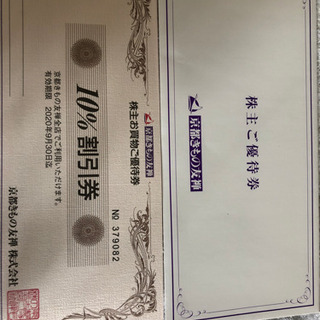 株主ご優待券
京都きもの友禅
京都きもの友禅
株主お買物ご優待券
No 379082
10%割引券
京都きもの友禅全店でご利用いただけます。
有効期限 2020年9月30日迄
京都きもの友禅 株式会社